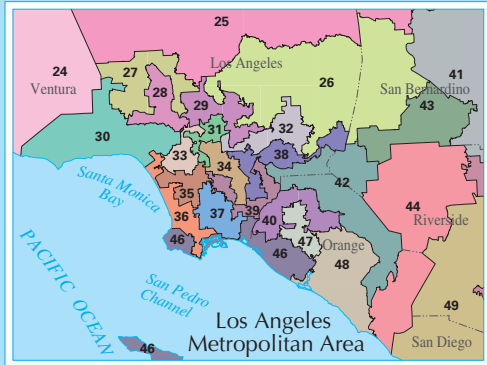 25
24
Ventura
27
Los Angeles
28
26
41
San Bernardino
29
43
30
31
32
33
38
34
42
Santa Monica
Bay
35
44
36
37
39
40
Riverside
46
47
Orange
46
48
PACIFIC OCEAN
San Pedro
Channel
49
Los Angeles
Metropolitan Area
San Diego
46